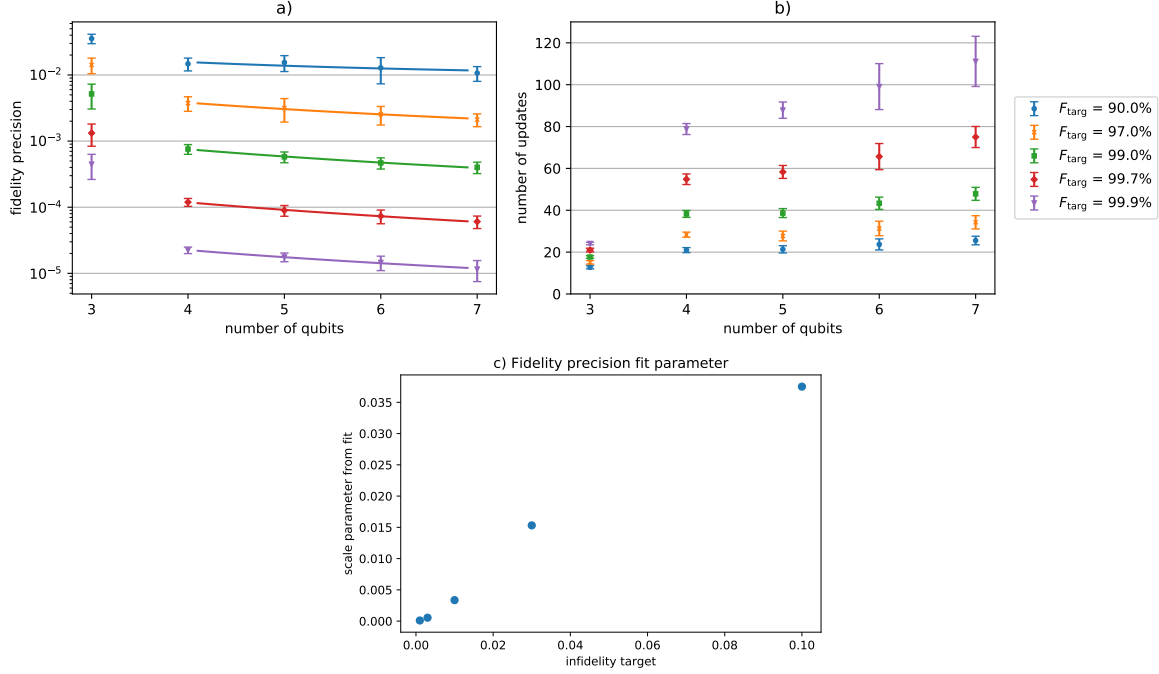 a)
10⁻²
10⁻³
10⁻⁴
10⁻⁵
fidelity precision
3 4 5 6 7
number of qubits
b)
120
100
80
60
40
20
0
number of updates
3 4 5 6 7
number of qubits
F_targ = 90.0%
F_targ = 97.0%
F_targ = 99.0%
F_targ = 99.7%
F_targ = 99.9%
c) Fidelity precision fit parameter
0.035
0.030
0.025
0.020
0.015
0.010
0.005
0.000
scale parameter from fit
0.00 0.02 0.04 0.06 0.08 0.10
infidelity target